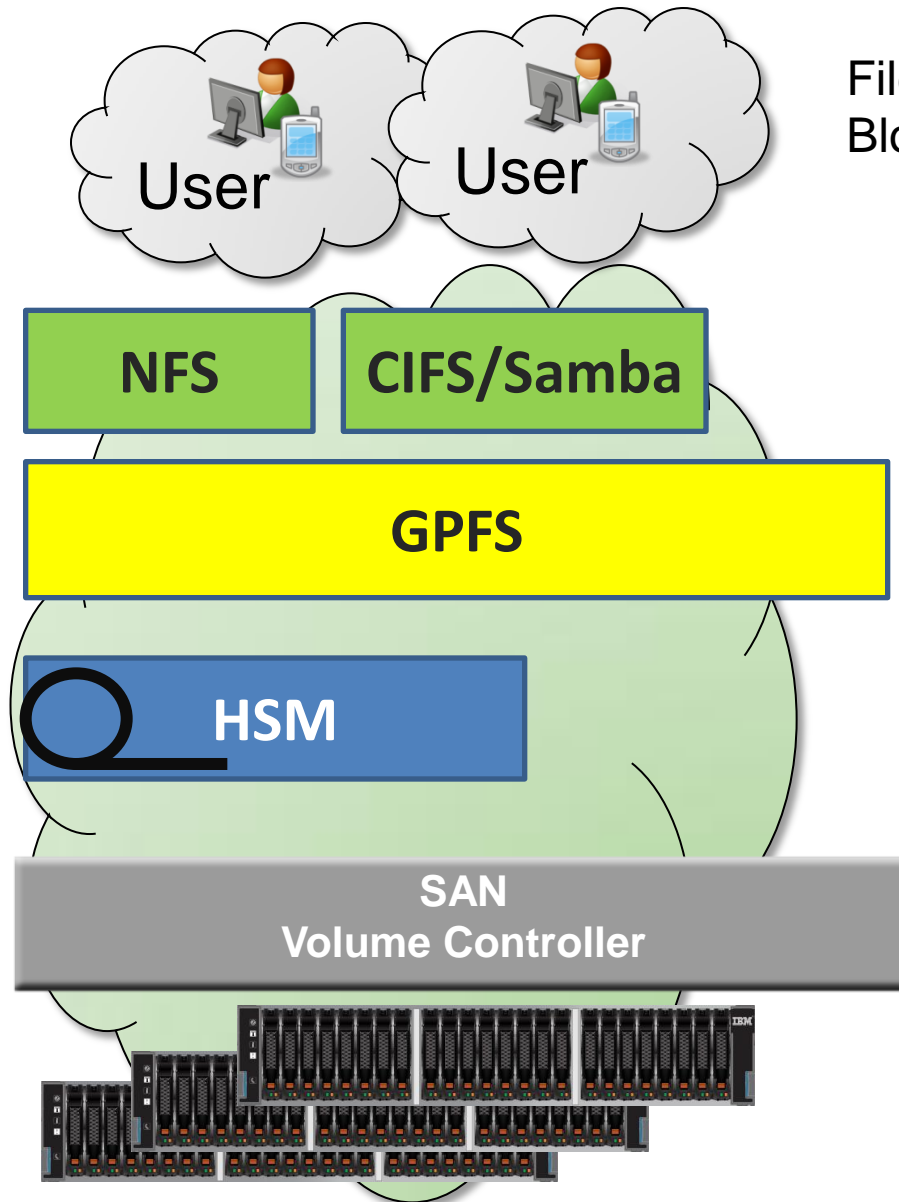 User
User
NFS
CIFS/Samba
GPFS
HSM
SAN
Volume Controller
IBM